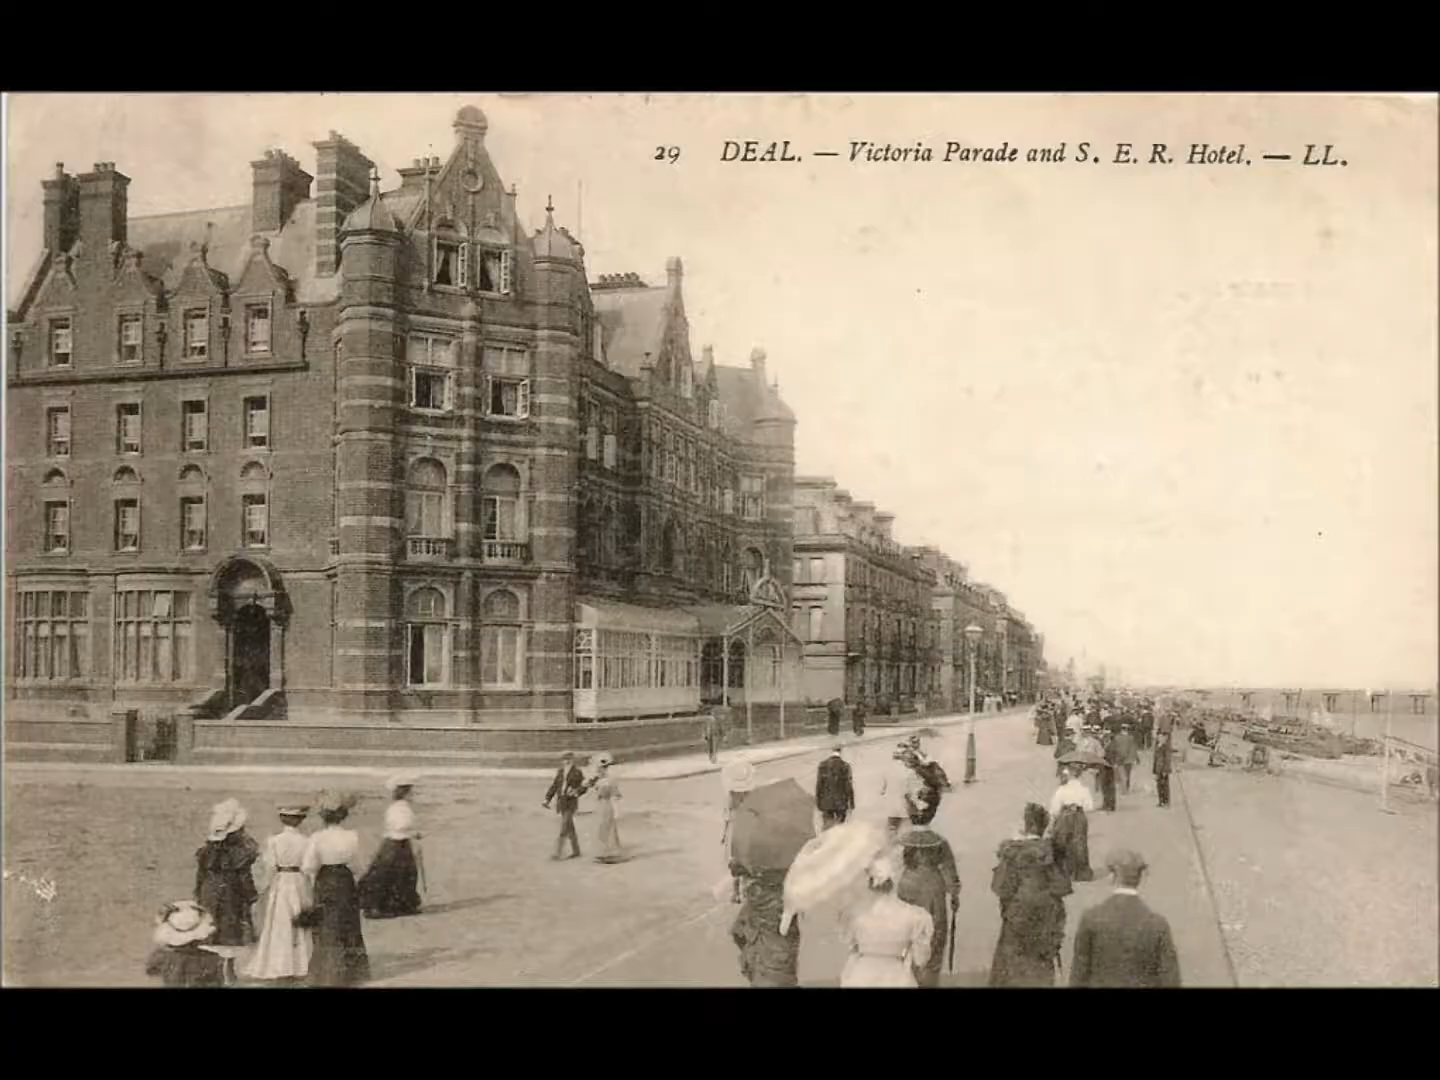 29 DEAL. — Victoria Parade and S. E. R. Hotel. — LL.